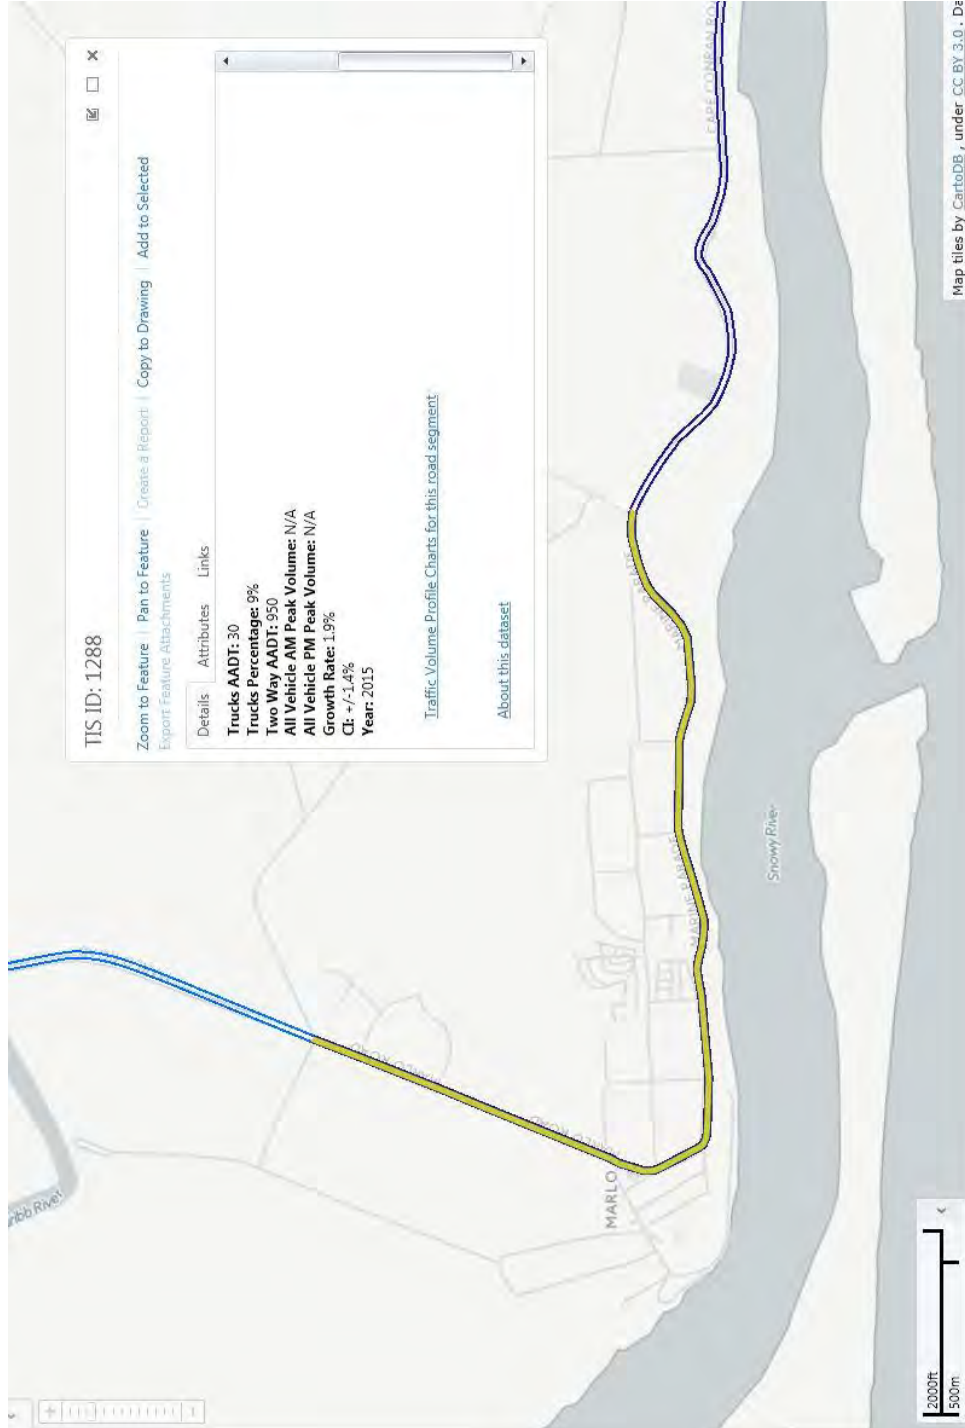 TIS ID: 1288
Zoom to Feature | Pan to Feature | Create a Report | Copy to Drawing | Add to Selected
Export Feature Attachments
Details Attributes Links
Trucks AADT: 30
Trucks Percentage: 9%
Two Way AADT: 950
All Vehicle AM Peak Volume: N/A
All Vehicle PM Peak Volume: N/A
Growth Rate: 1.9%
CI: +/-1.4%
Year: 2015
Traffic Volume Profile Charts for this road segment
About this dataset
MARLO
MARINE PARADE
MARINE PARADE
CAPE CONRAN RO
Snowy River
2000ft
500m
Map tiles by CartoDB , under CC BY 3.0 . Da